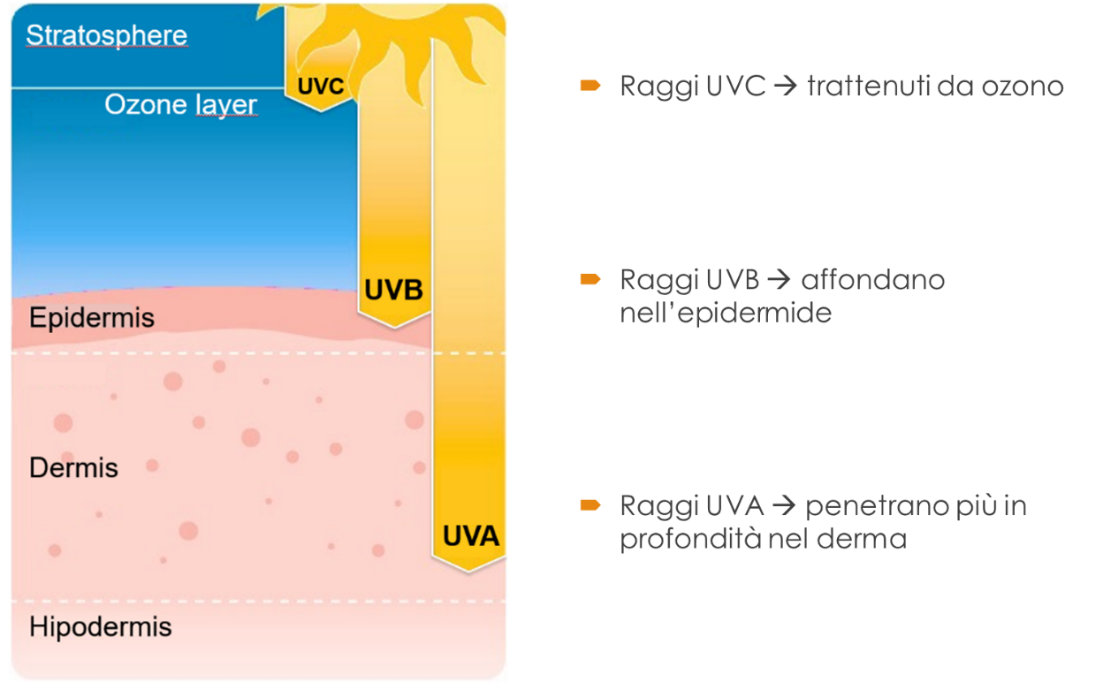 Stratosphere
UVC
Ozone layer
UVB
Epidermis
Dermis
UVA
Hipodermis
Raggi UVC → trattenuti da ozono
Raggi UVB → affondano
nell'epidermide
Raggi UVA → penetrano più in
profondità nel derma